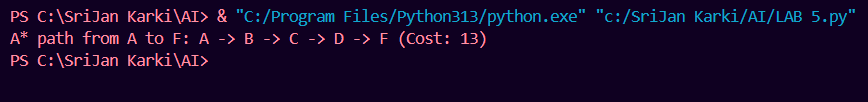 PS C:\SriJan Karki\AI> & "C:/Program Files/Python313/python.exe" "c:/SriJan Karki/AI/LAB 5.py"
A* path from A to F: A -> B -> C -> D -> F (Cost: 13)
PS C:\SriJan Karki\AI>